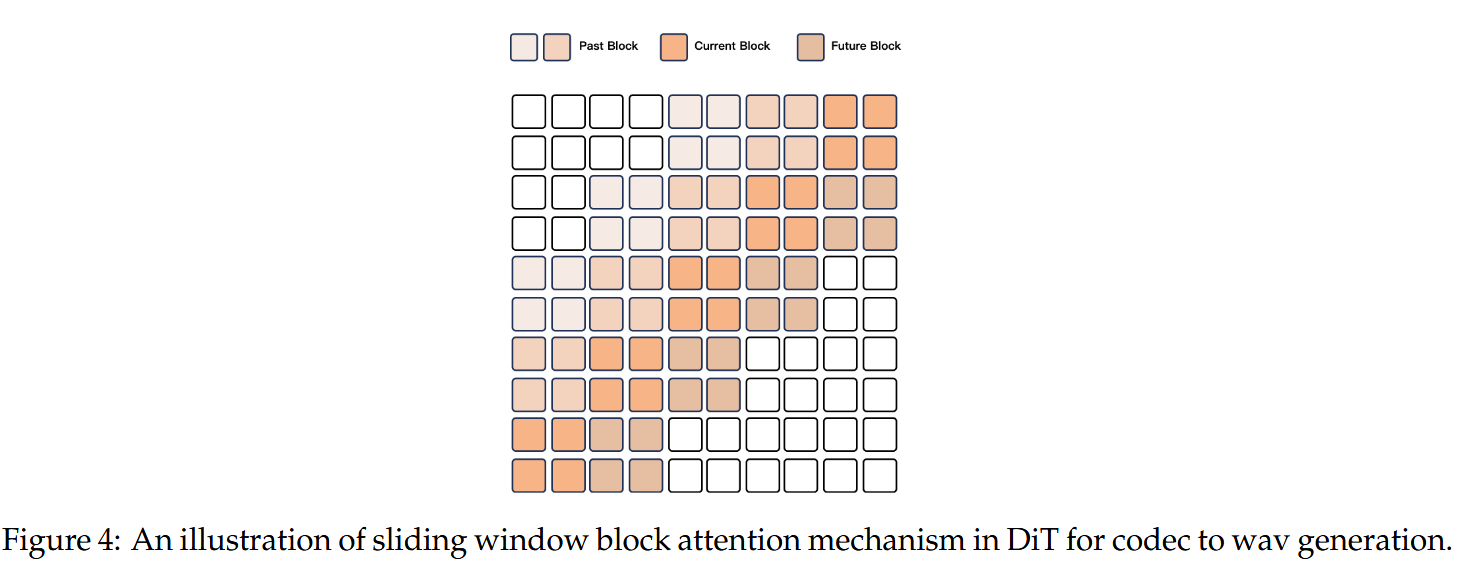 Past Block Current Block Future Block
Figure 4: An illustration of sliding window block attention mechanism in DiT for codec to wav generation.